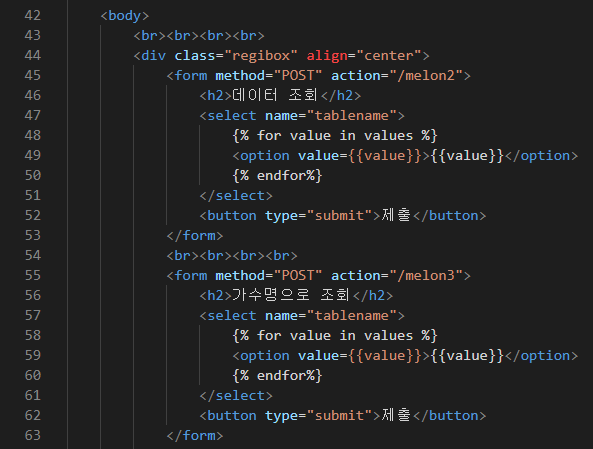 42 <body>
43 <br><br><br><br>
44 <div class="regibox" align="center">
45 <form method="POST" action="/melon2">
46 <h2>데이터 조회</h2>
47 <select name="tablename">
48 {% for value in values %}
49 <option value={{value}}>{{value}}</option>
50 {% endfor%}
51 </select>
52 <button type="submit">제출</button>
53 </form>
54 <br><br><br><br>
55 <form method="POST" action="/melon3">
56 <h2>가수명으로 조회</h2>
57 <select name="tablename">
58 {% for value in values %}
59 <option value={{value}}>{{value}}</option>
60 {% endfor%}
61 </select>
62 <button type="submit">제출</button>
63 </form>